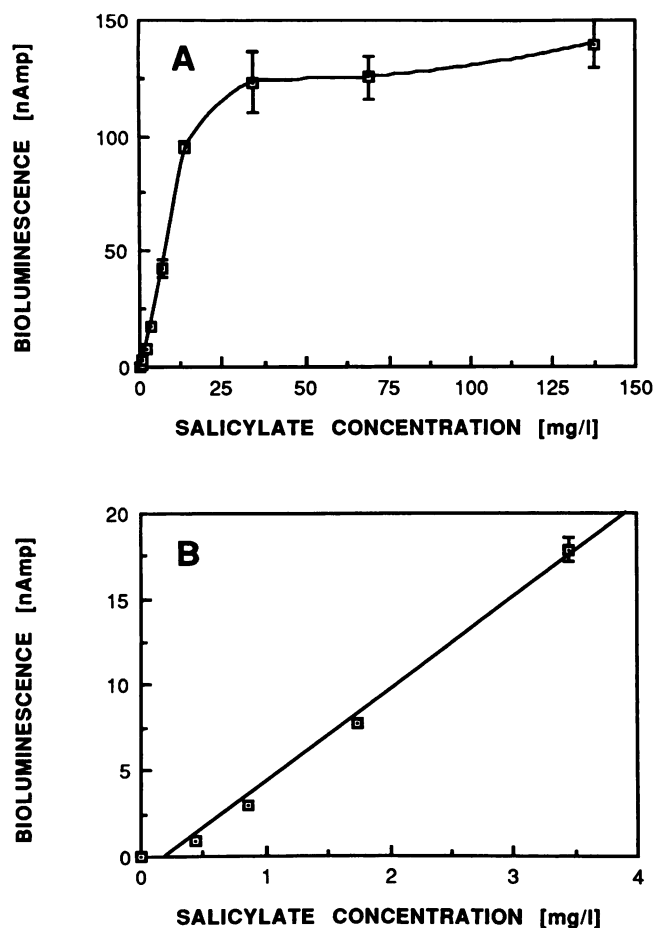 A
BIOLUMINESCENCE [nAmp]
150
100
50
0
0 25 50 75 100 125 150
SALICYLATE CONCENTRATION [mg/l]
B
BIOLUMINESCENCE [nAmp]
20
15
10
5
0
0 1 2 3 4
SALICYLATE CONCENTRATION [mg/l]